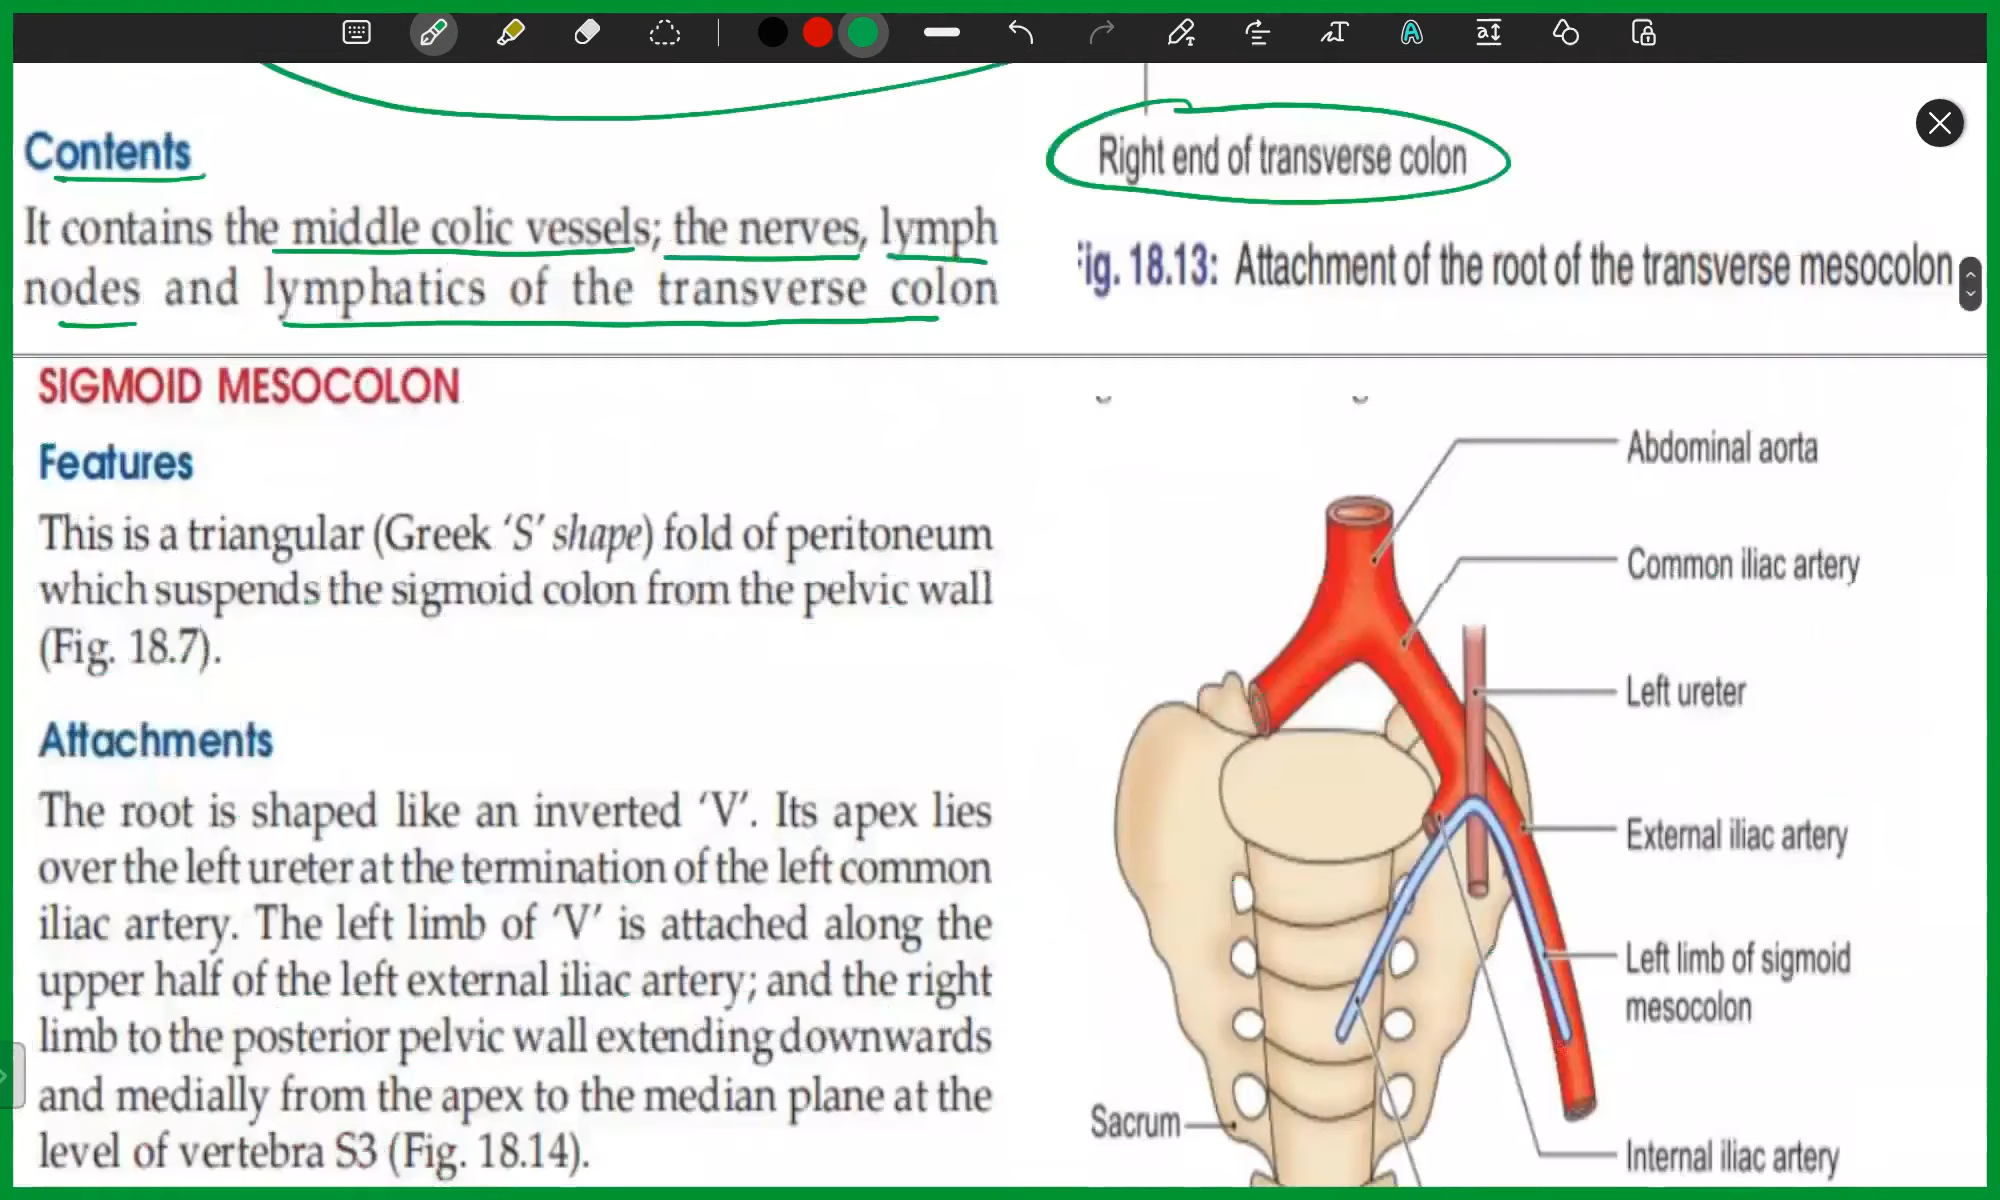 Contents
It contains the middle colic vessels; the nerves, lymph
nodes and lymphatics of the transverse colon
Right end of transverse colon
ig. 18.13: Attachment of the root of the transverse mesocolon
SIGMOID MESOCOLON
Features
This is a triangular (Greek ‘S’ shape) fold of peritoneum
which suspends the sigmoid colon from the pelvic wall
(Fig. 18.7).
Attachments
The root is shaped like an inverted ‘V’. Its apex lies
over the left ureter at the termination of the left common
iliac artery. The left limb of ‘V’ is attached along the
upper half of the left external iliac artery; and the right
limb to the posterior pelvic wall extending downwards
and medially from the apex to the median plane at the
level of vertebra S3 (Fig. 18.14).
Abdominal aorta
Common iliac artery
Left ureter
External iliac artery
Left limb of sigmoid
mesocolon
Sacrum
Internal iliac artery